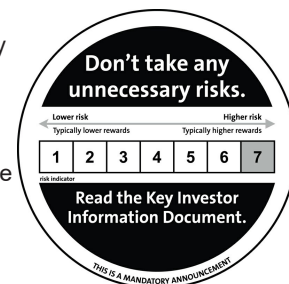 y
Don't take any
unnecessary risks.
Lower risk Higher risk
Typically lower rewards Typically higher rewards
1 2 3 4 5 6 7
risk indicator
e
Read the Key Investor
Information Document.
THIS IS A MANDATORY ANNOUNCEMENT